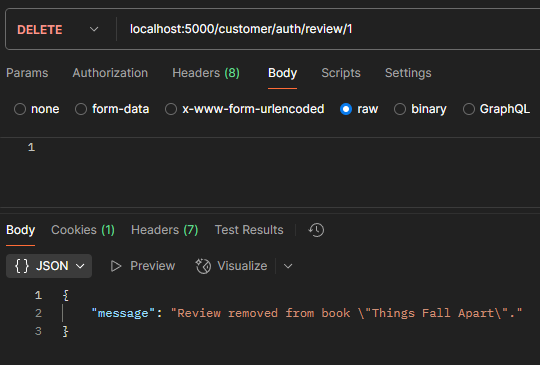 DELETE localhost:5000/customer/auth/review/1
Params Authorization Headers (8) Body Scripts Settings
none form-data x-www-form-urlencoded raw binary GraphQL
1
Body Cookies (1) Headers (7) Test Results
{} JSON Preview Visualize
1 {
2 "message": "Review removed from book \"Things Fall Apart\"."
3 }